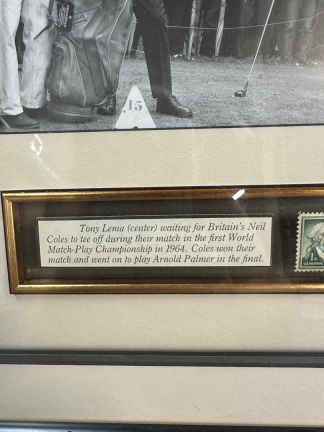 13
Tony Lema (center) waiting for Britain's Neil
Coles to tee off during their match in the first World
Match-Play Championship in 1964. Coles won their
match and went on to play Arnold Palmer in the final.